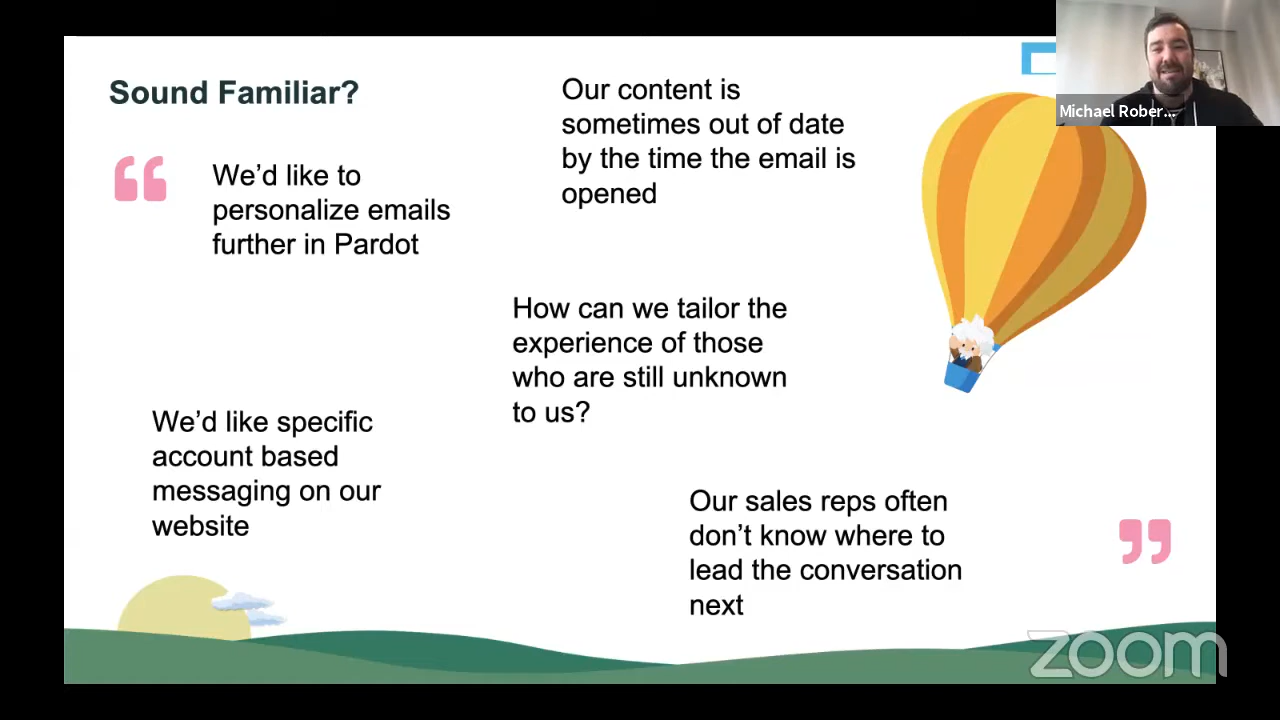 Sound Familiar?
We’d like to
personalize emails
further in Pardot
Our content is
sometimes out of date
by the time the email is
opened
How can we tailor the
experience of those
who are still unknown
to us?
We’d like specific
account based
messaging on our
website
Our sales reps often
don’t know where to
lead the conversation
next
Michael Rober...
zoom